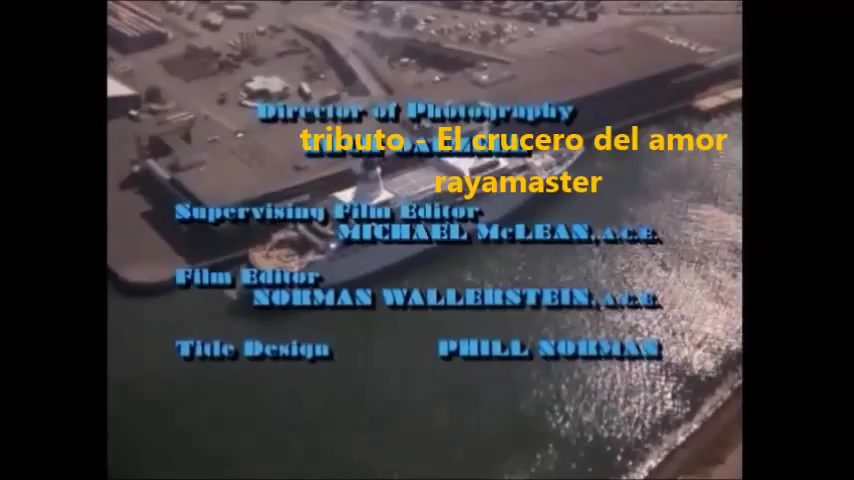 Director of Photography
tributo - El crucero del amor
rayamaster
Supervising Film Editor
MICHAEL McLEAN, A.C.E.
Film Editor
NORMAN WALLERSTEIN, A.C.E.
Title Design PHILL NORMAN